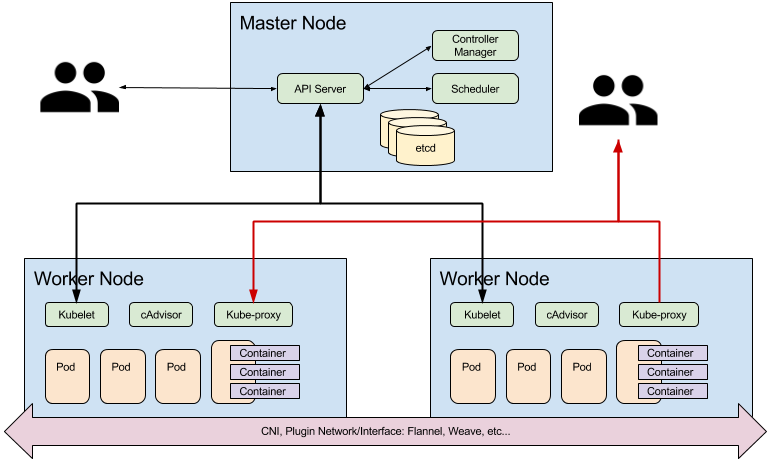 Master Node
Controller
Manager
API Server
Scheduler
etcd
Worker Node
Kubelet
cAdvisor
Kube-proxy
Pod
Pod
Pod
Container
Container
Container
Worker Node
Kubelet
cAdvisor
Kube-proxy
Pod
Pod
Pod
Container
Container
Container
CNI, Plugin Network/Interface: Flannel, Weave, etc...